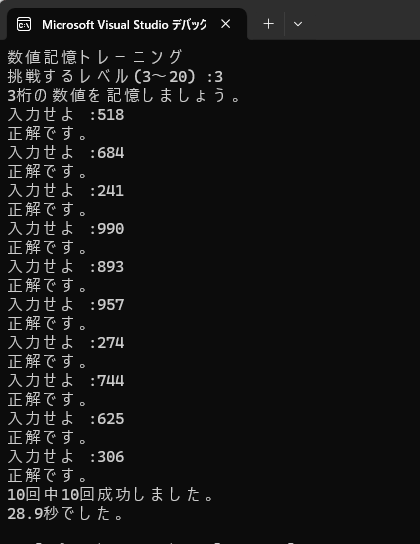 Microsoft Visual Studio デバッグ
数値記憶トレーニング
挑戦するレベル(3～20) :3
3桁の数値を記憶しましょう。
入力せよ :518
正解です。
入力せよ :684
正解です。
入力せよ :241
正解です。
入力せよ :990
正解です。
入力せよ :893
正解です。
入力せよ :957
正解です。
入力せよ :274
正解です。
入力せよ :744
正解です。
入力せよ :625
正解です。
入力せよ :306
正解です。
10回中10回成功しました。
28.9秒でした。